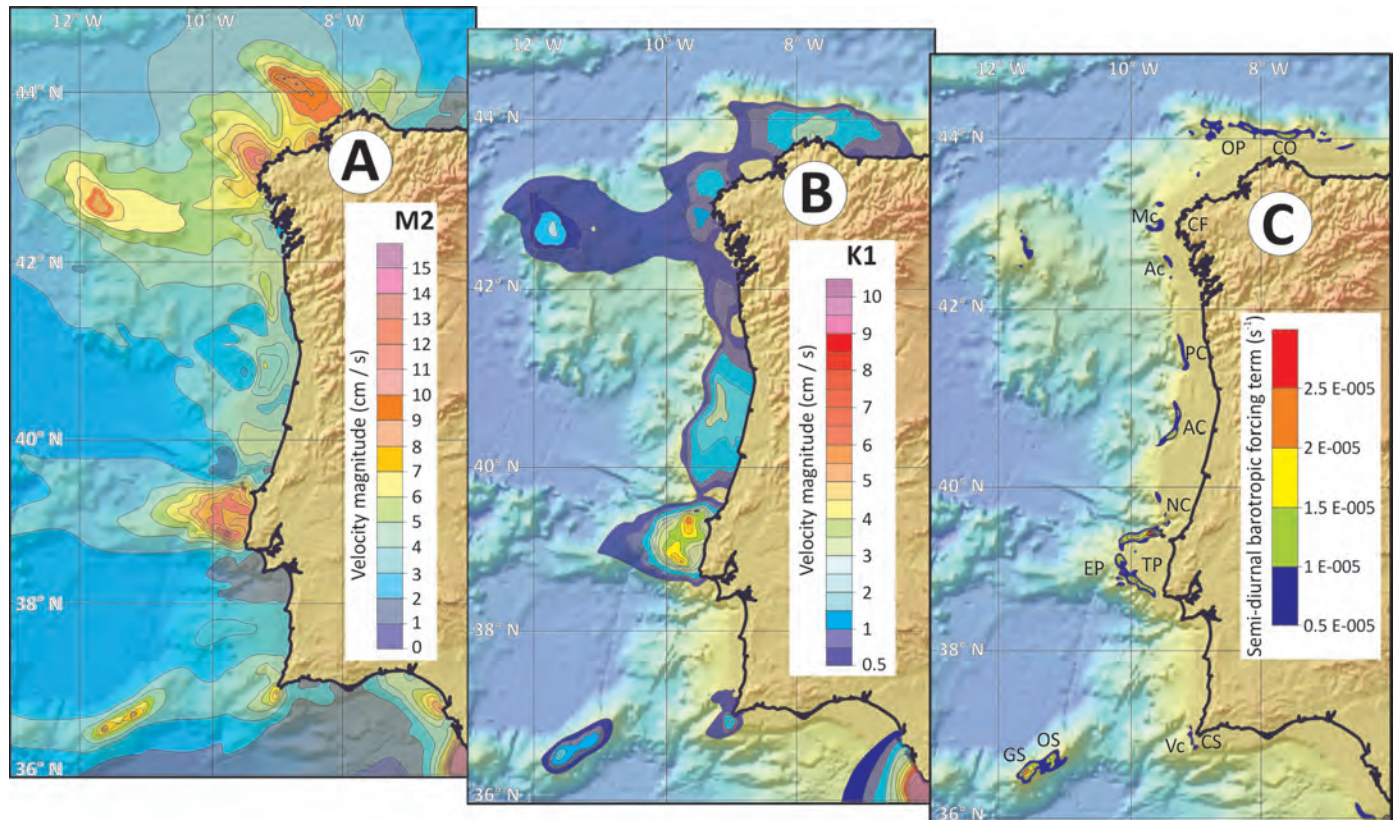 12° W 10° W 8° W
44° N
42° N
40° N
38° N
36° N
A
M2
Velocity magnitude (cm / s)
15
14
13
12
11
10
9
8
7
6
5
4
3
2
1
0
12° W 10° W 8° W
44° N
42° N
40° N
38° N
36° N
B
K1
Velocity magnitude (cm / s)
10
9
8
7
6
5
4
3
2
1
0.5
12° W 10° W 8° W
44° N
42° N
40° N
38° N
36° N
C
OP CO
Mc CF
Ac
PC
AC
NC
EP TP
Vc CS
GS OS
Semi-diurnal barotropic forcing term (s⁻¹)
2.5 E-005
2 E-005
1.5 E-005
1 E-005
0.5 E-005